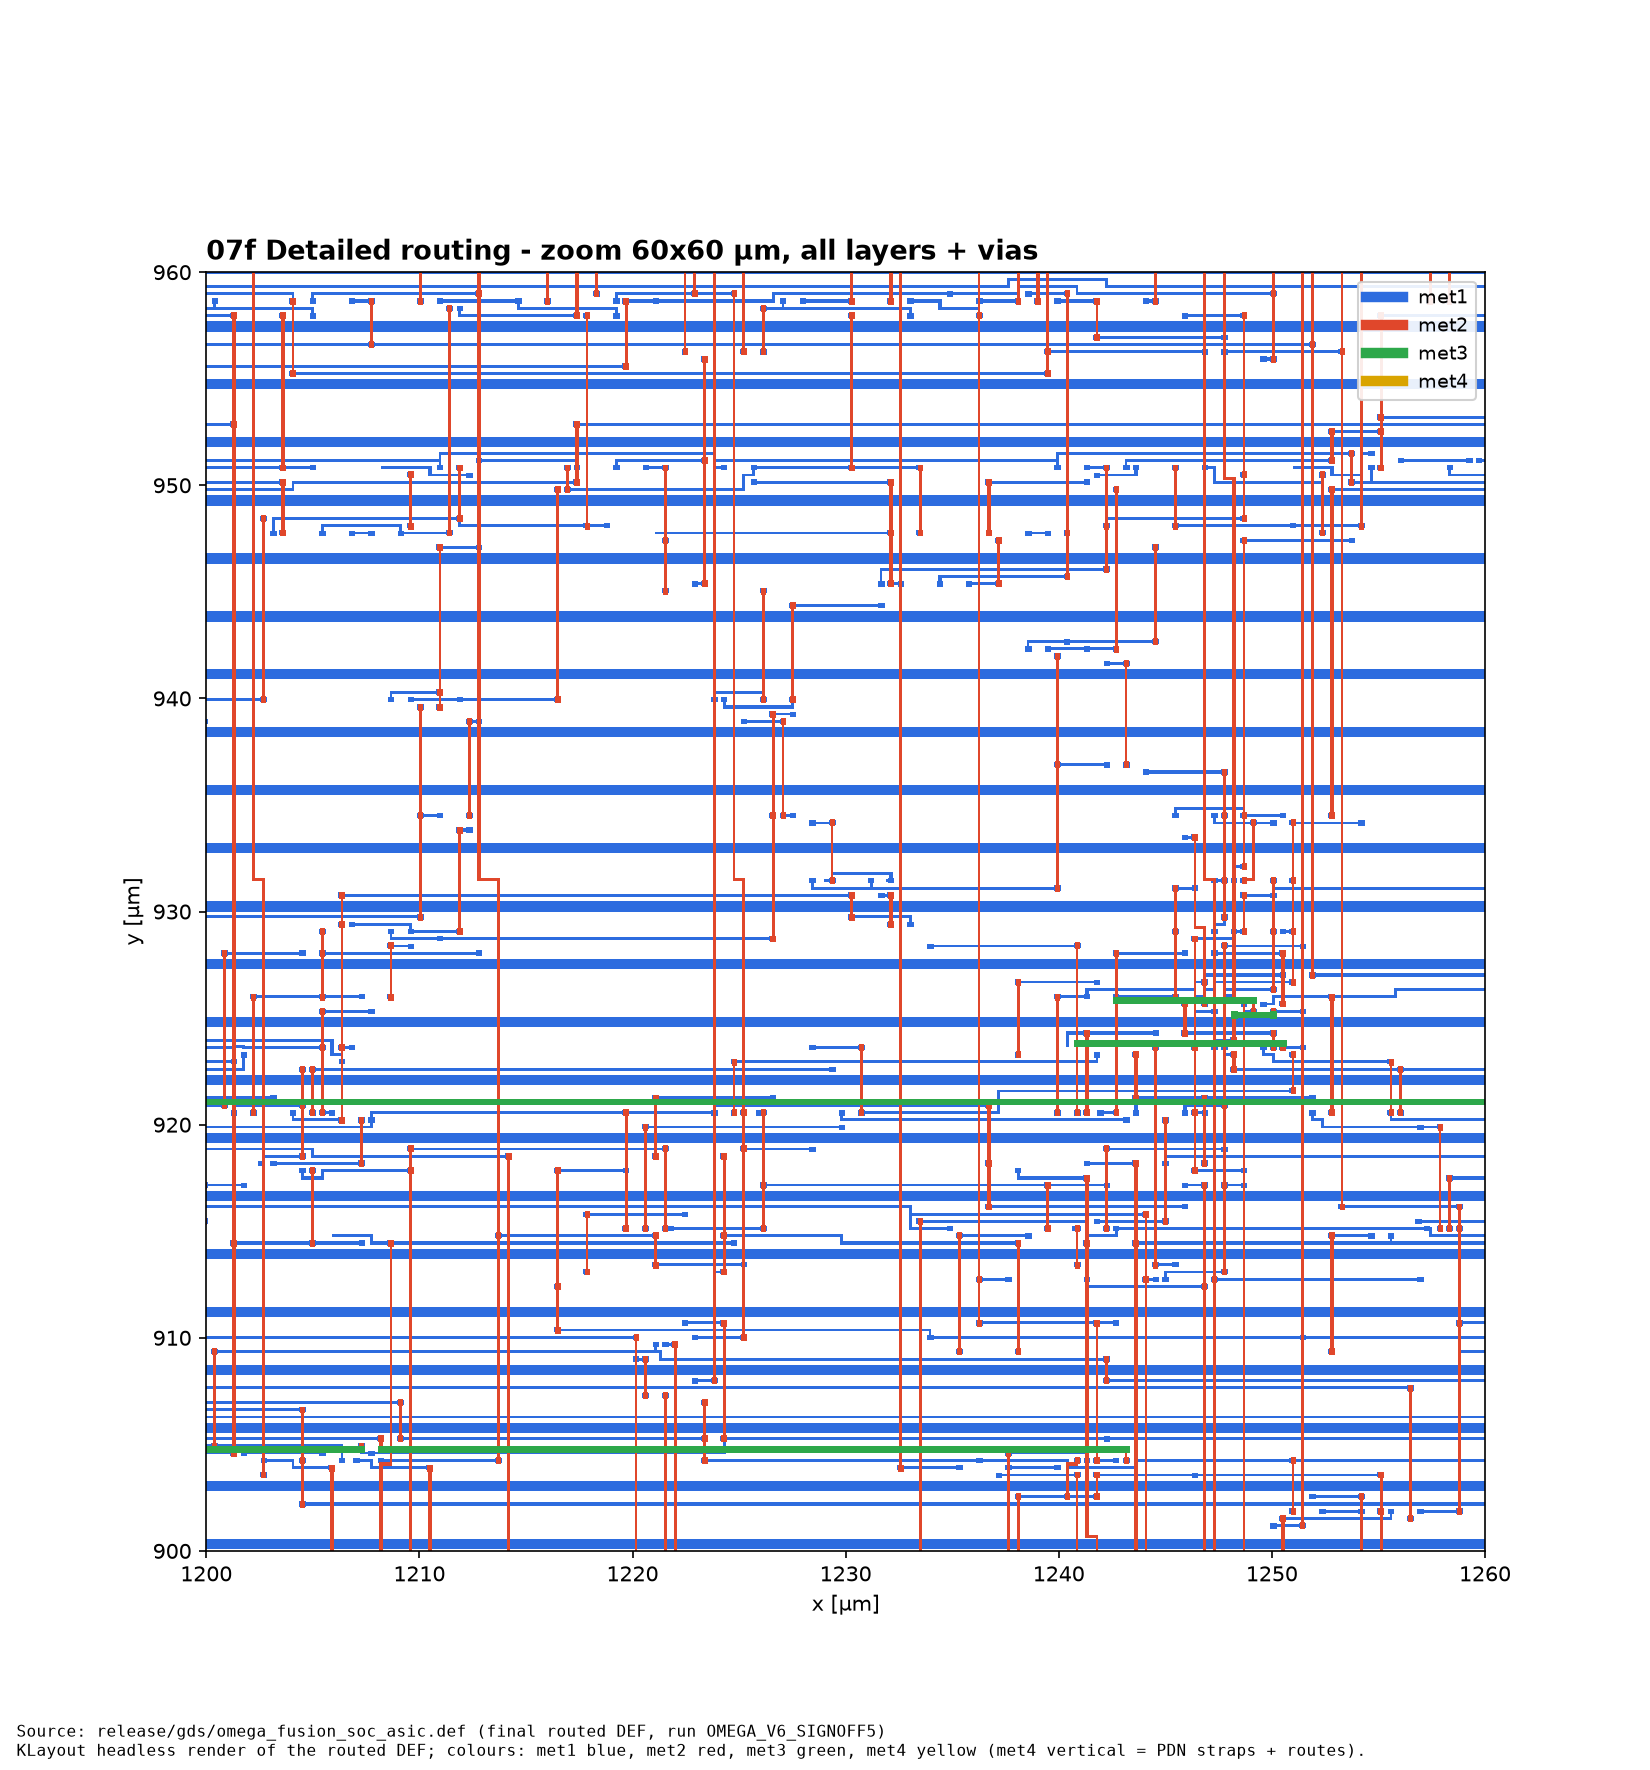 07f Detailed routing - zoom 60x60 µm, all layers + vias
960
950
940
930
920
910
900
y [µm]
met1
met2
met3
met4
1200
1210
1220
1230
1240
1250
1260
x [µm]
Source: release/gds/omega_fusion_soc_asic.def (final routed DEF, run OMEGA_V6_SIGNOFF5)
KLayout headless render of the routed DEF; colours: met1 blue, met2 red, met3 green, met4 yellow (met4 vertical = PDN straps + routes).